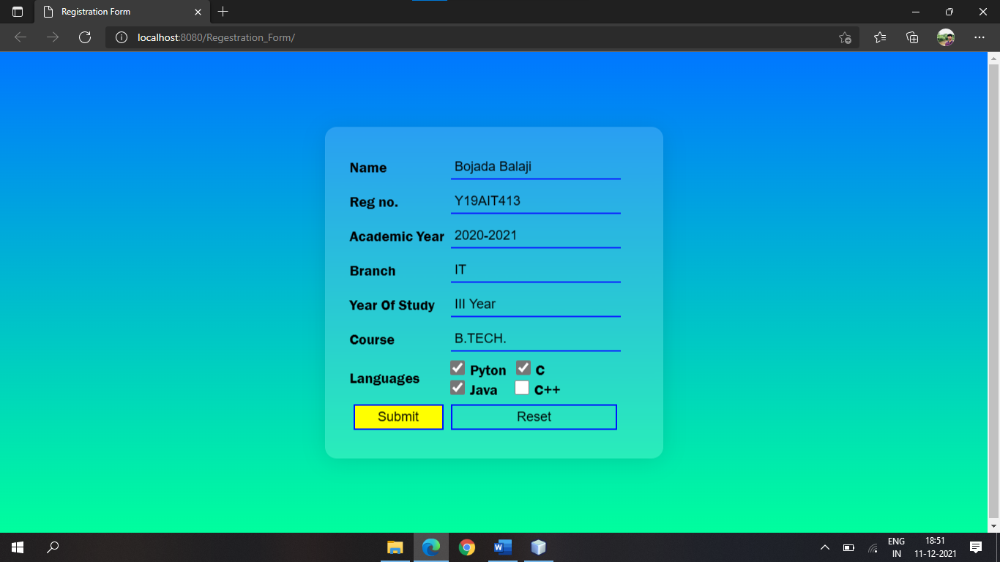 Registration Form
localhost:8080/Regestration_Form/
Name Bojada Balaji
Reg no. Y19AIT413
Academic Year 2020-2021
Branch IT
Year Of Study III Year
Course B.TECH.
Languages
Pyton C
Java C++
Submit Reset
ENG
IN
18:51
11-12-2021